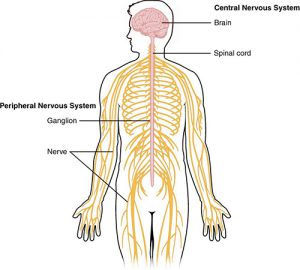 Central Nervous System
Brain
Spinal cord
Peripheral Nervous System
Ganglion
Nerve